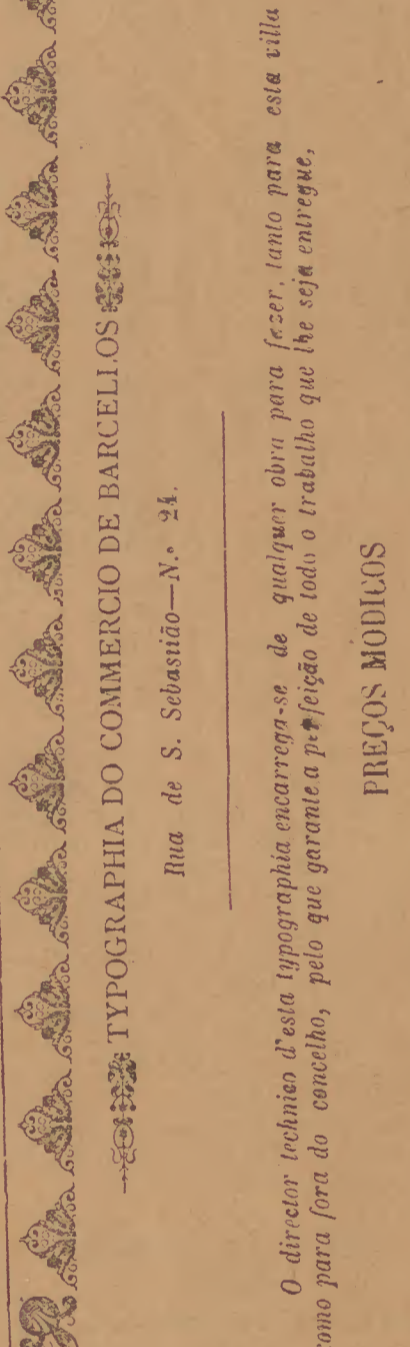 TYPOGRAPHIA DO COMMERCIO DE BARCELLOS
Rua de S. Sebastião—N.º 24.
O director technico d'esta typographia encarrega-se de qualquer obra para fazer, tanto para esta villa
como para fora do concelho, pelo que garante a perfeição de todo o trabalho que lhe seja entregue,
PREÇOS MÓDICOS